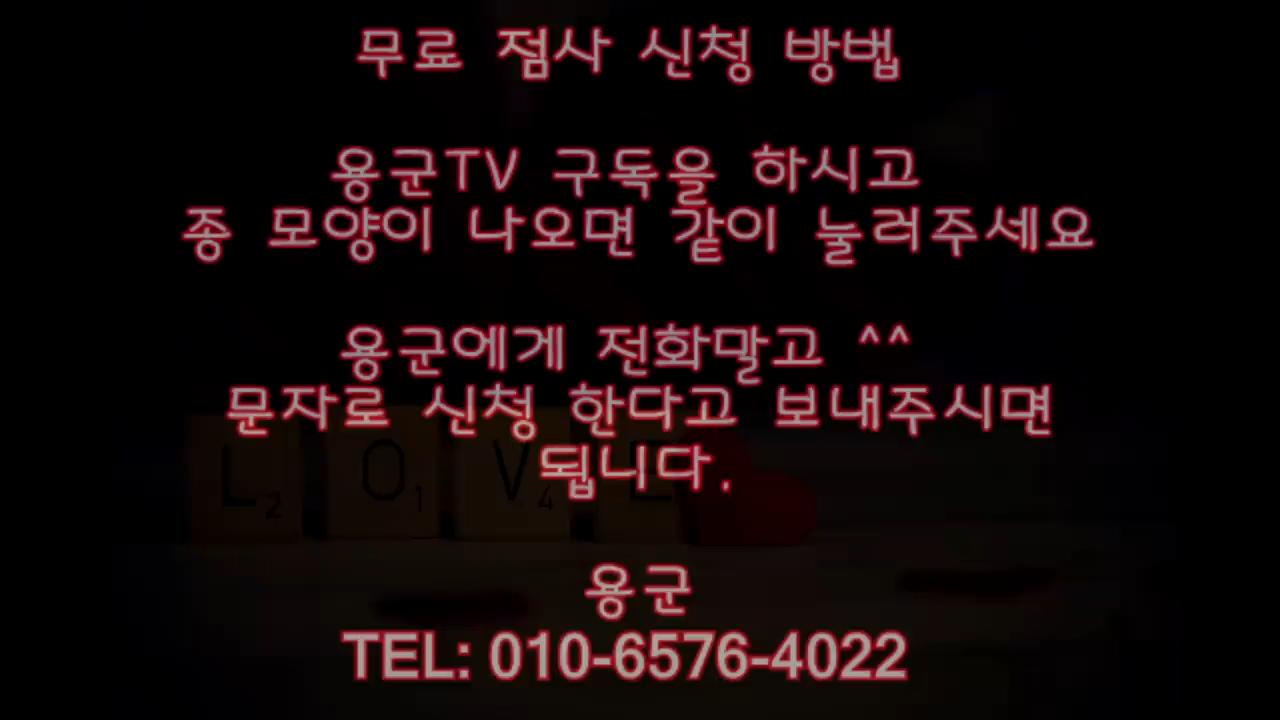 무료 점사 신청 방법
용군TV 구독을 하시고
종 모양이 나오면 같이 눌러주세요
용군에게 전화말고 ^^
문자로 신청 한다고 보내주시면
됩니다.
L2 O1 V4 E
용군
TEL: 010-6576-4022